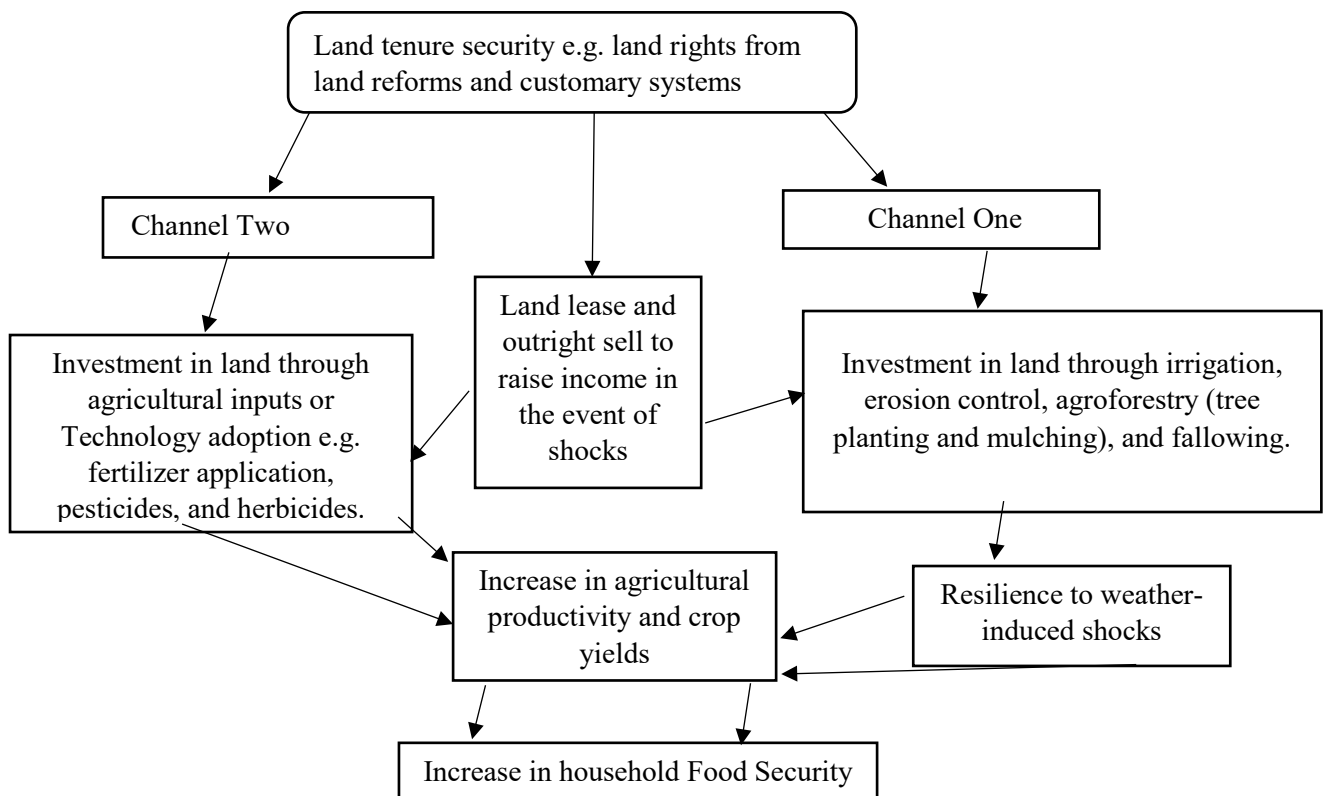 Land tenure security e.g. land rights from
land reforms and customary systems
Channel Two
Channel One
Land lease and
outright sell to
raise income in
the event of
shocks
Investment in land through
agricultural inputs or
Technology adoption e.g.
fertilizer application,
pesticides, and herbicides.
Investment in land through irrigation,
erosion control, agroforestry (tree
planting and mulching), and fallowing.
Increase in agricultural
productivity and crop
yields
Resilience to weather-
induced shocks
Increase in household Food Security